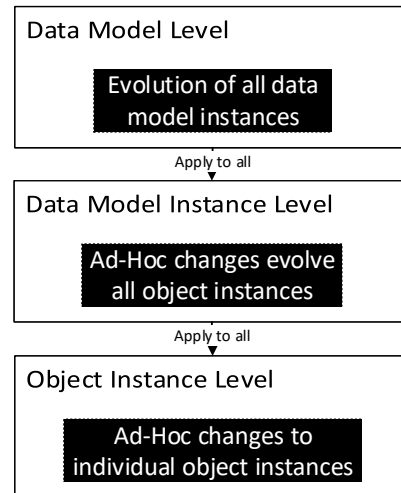 Data Model Level
Evolution of all data
model instances
Apply to all
Data Model Instance Level
Ad-Hoc changes evolve
all object instances
Apply to all
Object Instance Level
Ad-Hoc changes to
individual object instances